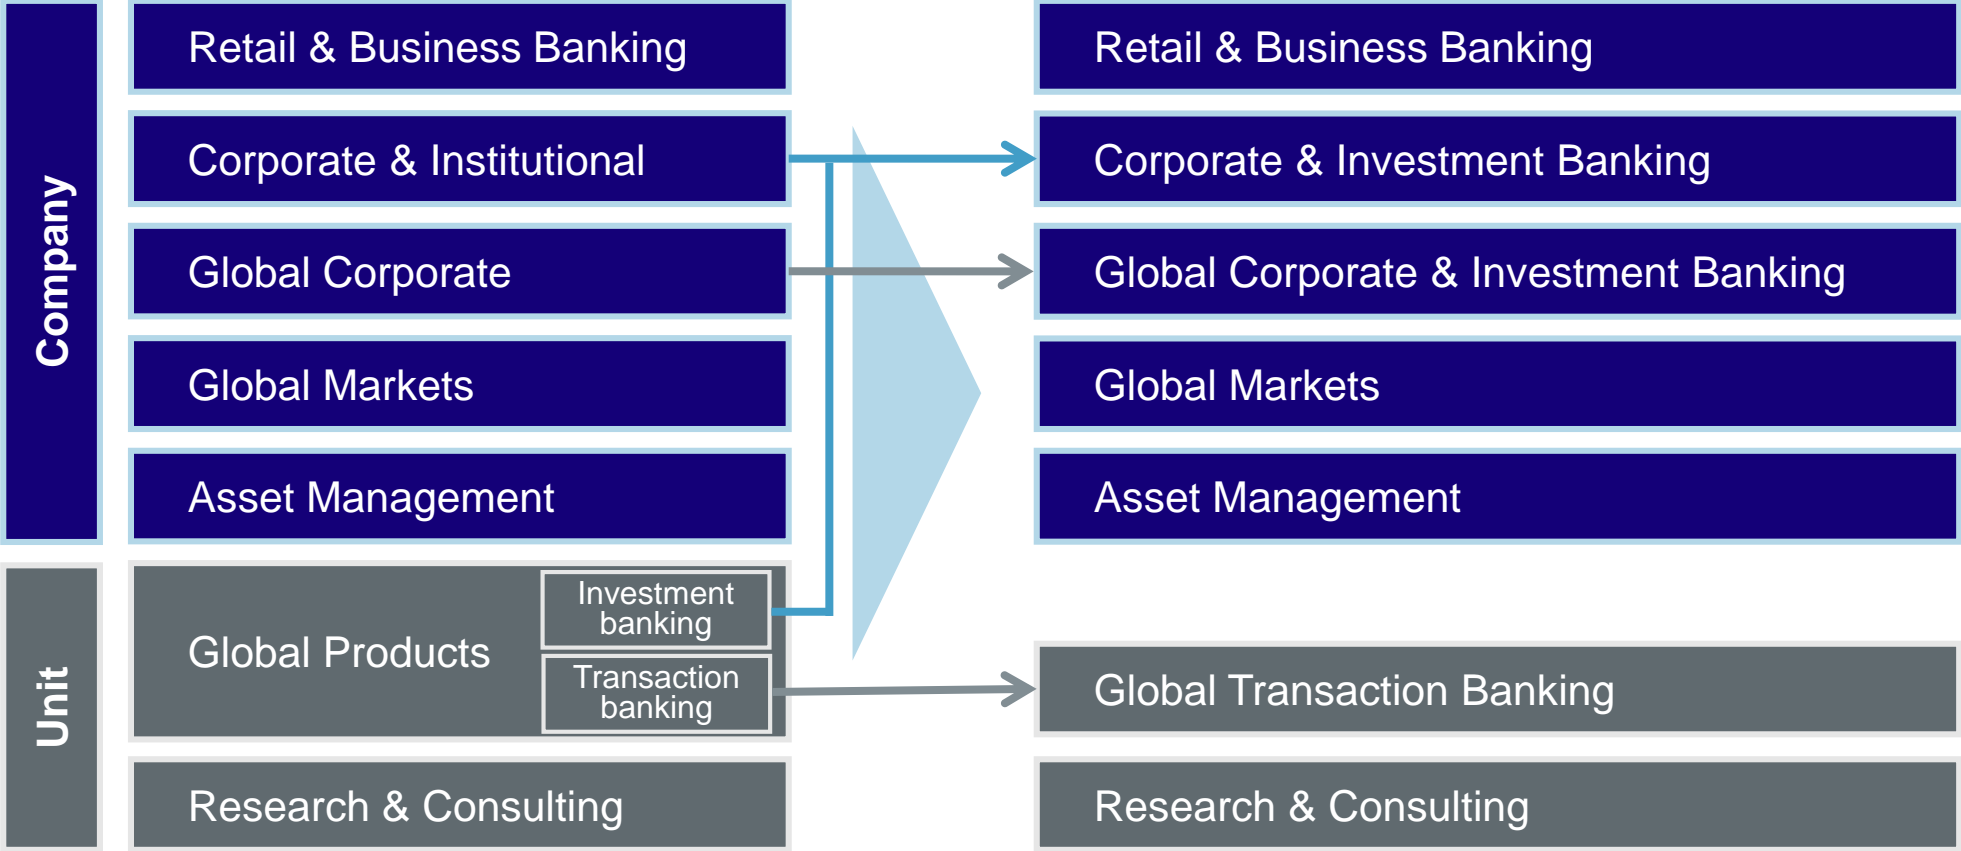 Company
Retail & Business Banking
Corporate & Institutional
Global Corporate
Global Markets
Asset Management
Unit
Global Products
Investment
banking
Transaction
banking
Research & Consulting
Retail & Business Banking
Corporate & Investment Banking
Global Corporate & Investment Banking
Global Markets
Asset Management
Global Transaction Banking
Research & Consulting